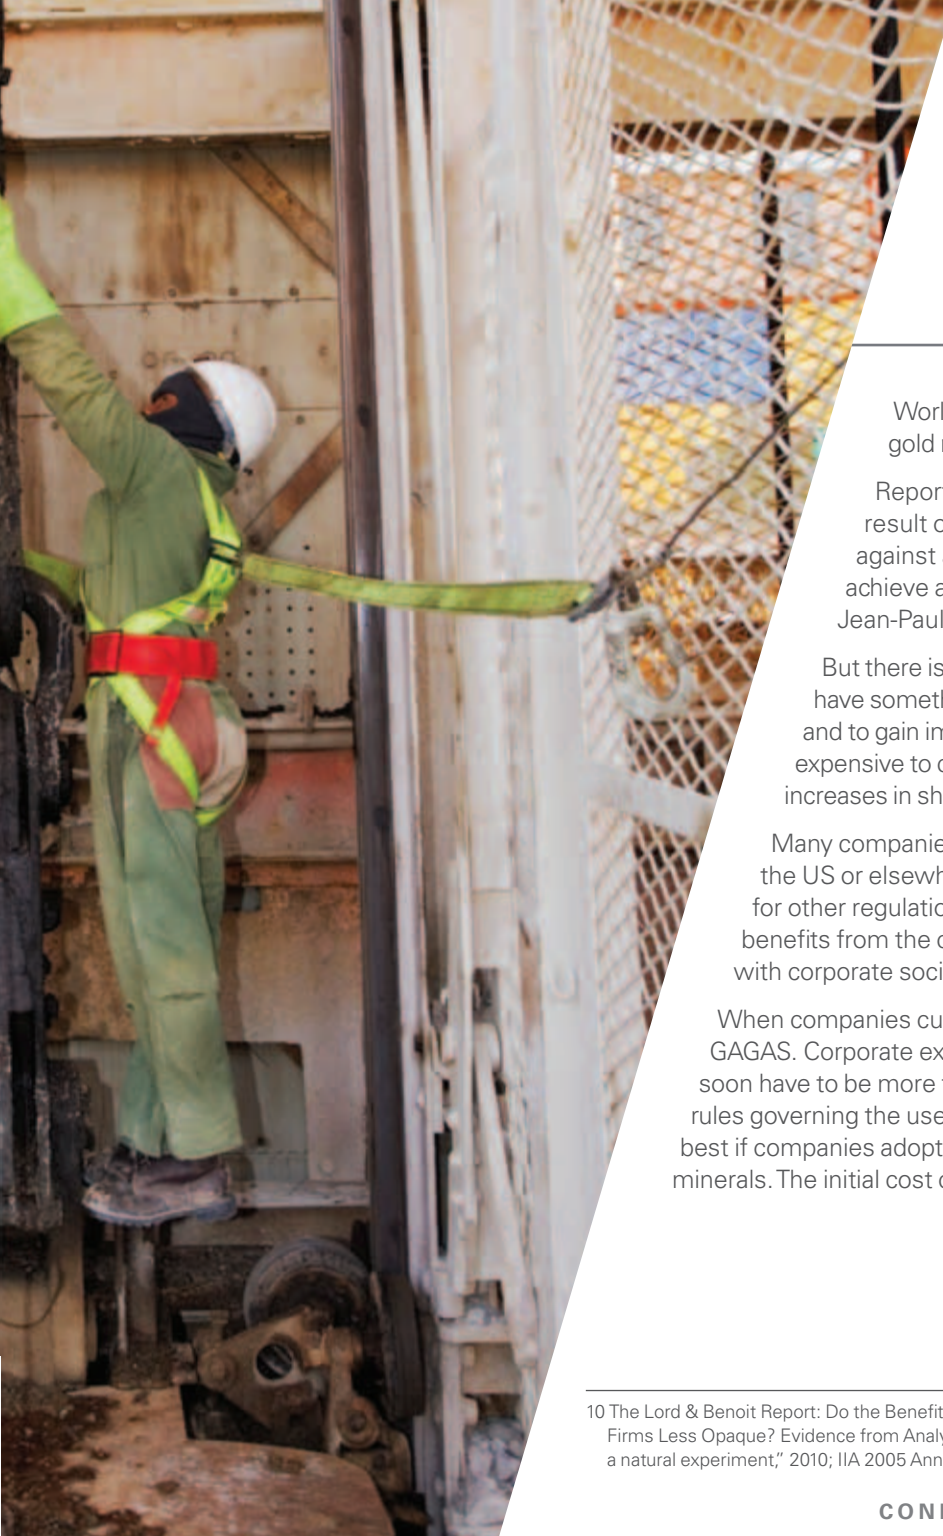 Worl
gold r
Repor
result o
against
achieve a
Jean-Paul
But there is
have someth
and to gain im
expensive to c
increases in sh
Many companie
the US or elsewh
for other regulatio
benefits from the c
with corporate soci
When companies cu
GAGAS. Corporate ex
soon have to be more
rules governing the use
best if companies adopt
minerals. The initial cost
10 The Lord & Benoit Report: Do the Benefit
Firms Less Opaque? Evidence from Analy
a natural experiment,” 2010; IIA 2005 Ann
CON